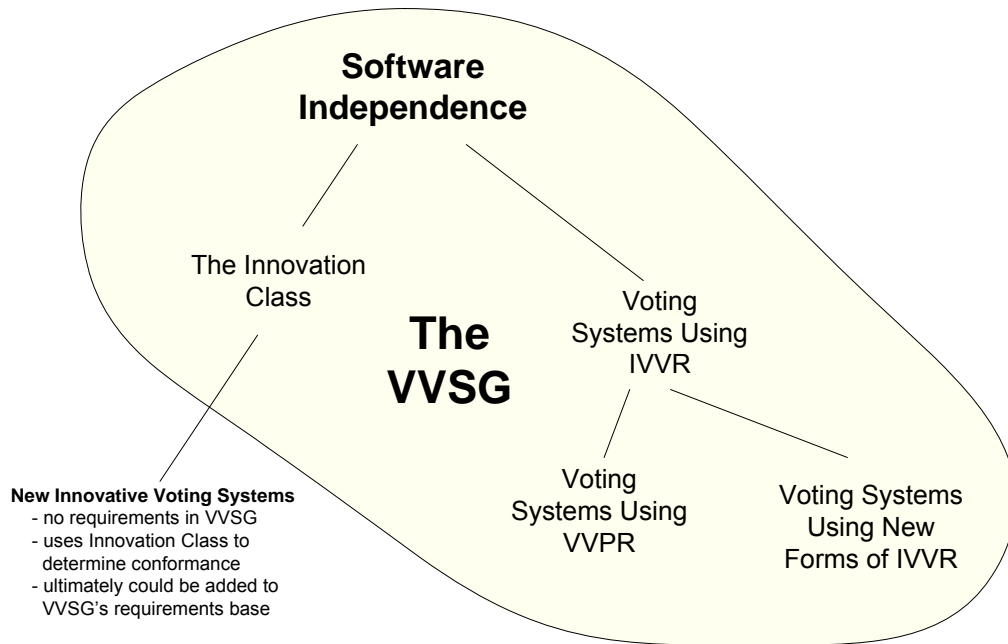 Software
Independence
The Innovation
Class
The
VVSG
Voting
Systems Using
IVVR
New Innovative Voting Systems
- no requirements in VVSG
- uses Innovation Class to
determine conformance
- ultimately could be added to
VVSG's requirements base
Voting
Systems Using
VVPR
Voting Systems
Using New
Forms of IVVR